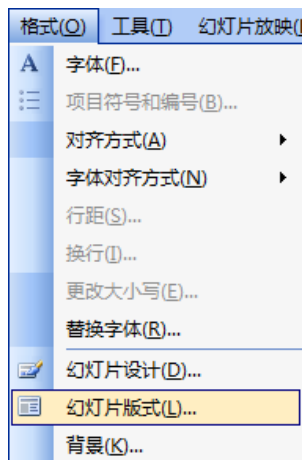 格式(O) 工具(T) 幻灯片放映(
字体(F)...
项目符号和编号(B)...
对齐方式(A)
字体对齐方式(N)
行距(S)...
换行(I)...
更改大小写(E)...
替换字体(R)...
幻灯片设计(D)...
幻灯片版式(L)...
背景(K)...